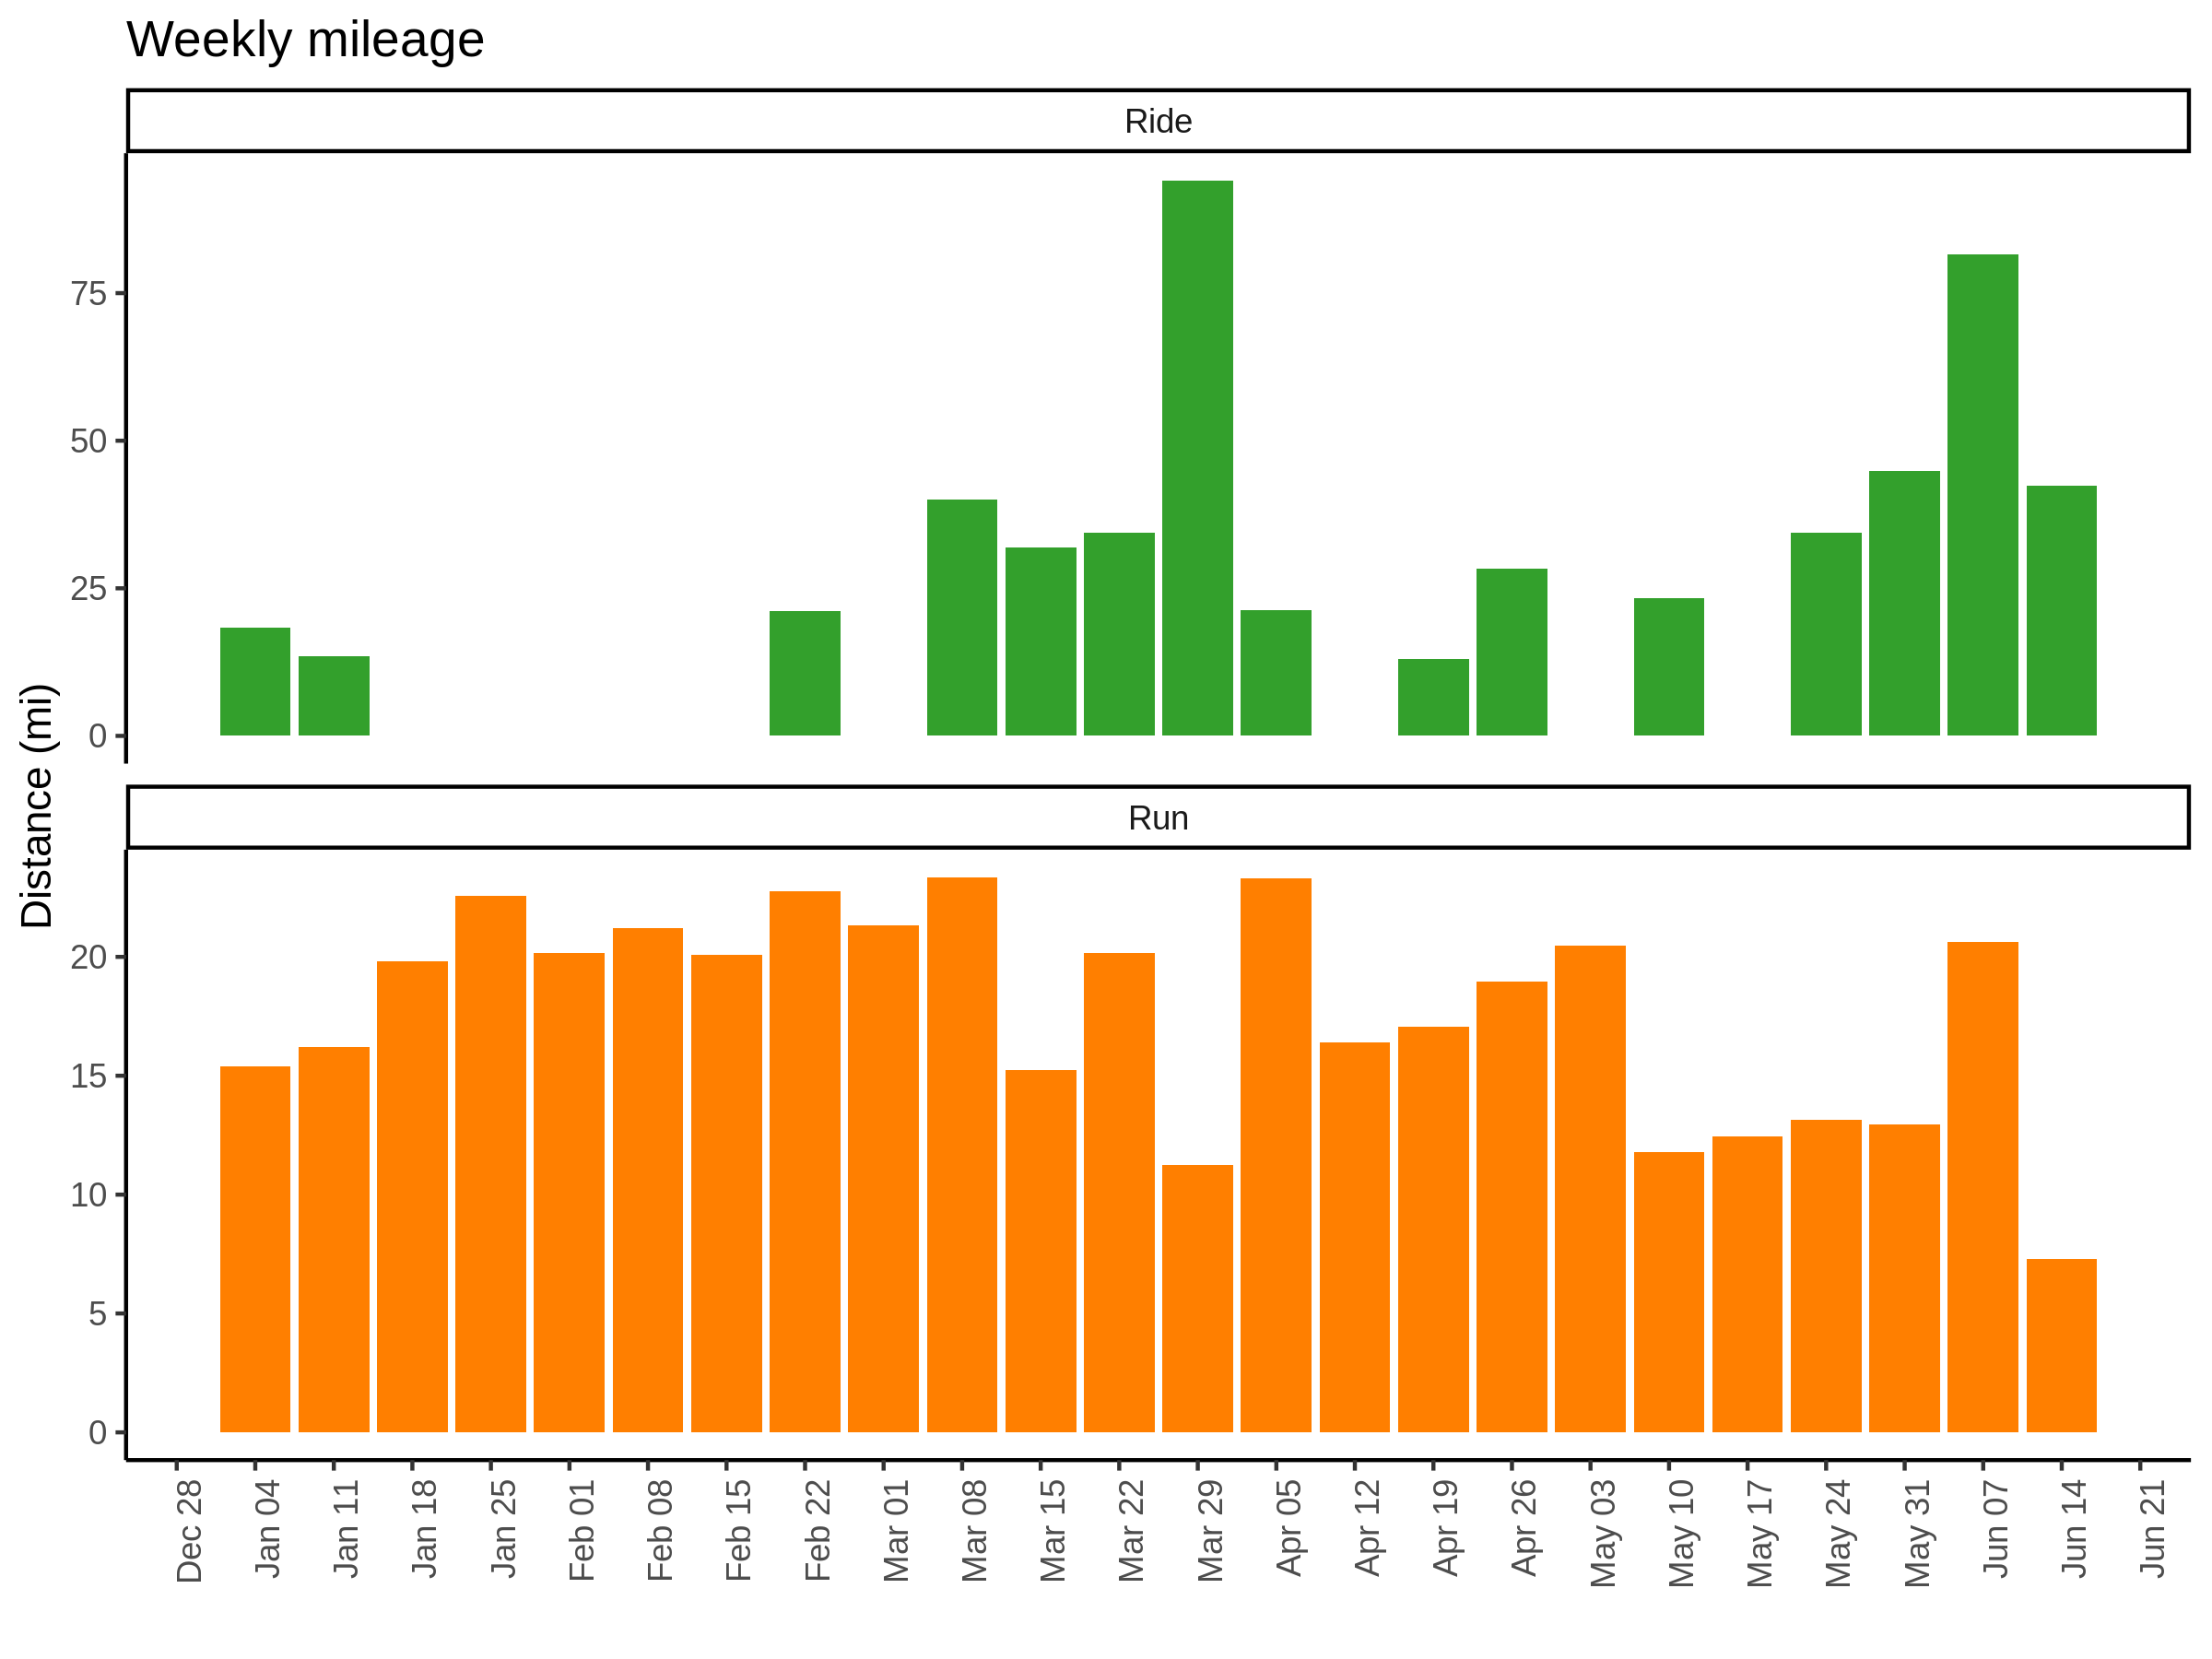 Weekly mileage
Ride
75
50
25
0
Distance (mi)
Run
20
15
10
5
0
Dec 28
Jan 04
Jan 11
Jan 18
Jan 25
Feb 01
Feb 08
Feb 15
Feb 22
Mar 01
Mar 08
Mar 15
Mar 22
Mar 29
Apr 05
Apr 12
Apr 19
Apr 26
May 03
May 10
May 17
May 24
May 31
Jun 07
Jun 14
Jun 21